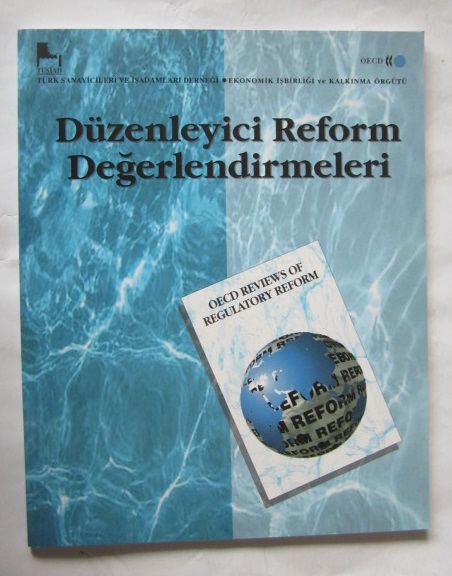 TÜSİAD
OECD
TÜRK SANAYİCİLERİ VE İŞADAMLARI DERNEĞİ ● EKONOMİK İŞBİRLİĞİ ve KALKINMA ÖRGÜTÜ
Düzenleyici Reform
Değerlendirmeleri
OECD REVIEWS OF
REGULATORY REFORM
REFORM
REFORM
REFORM